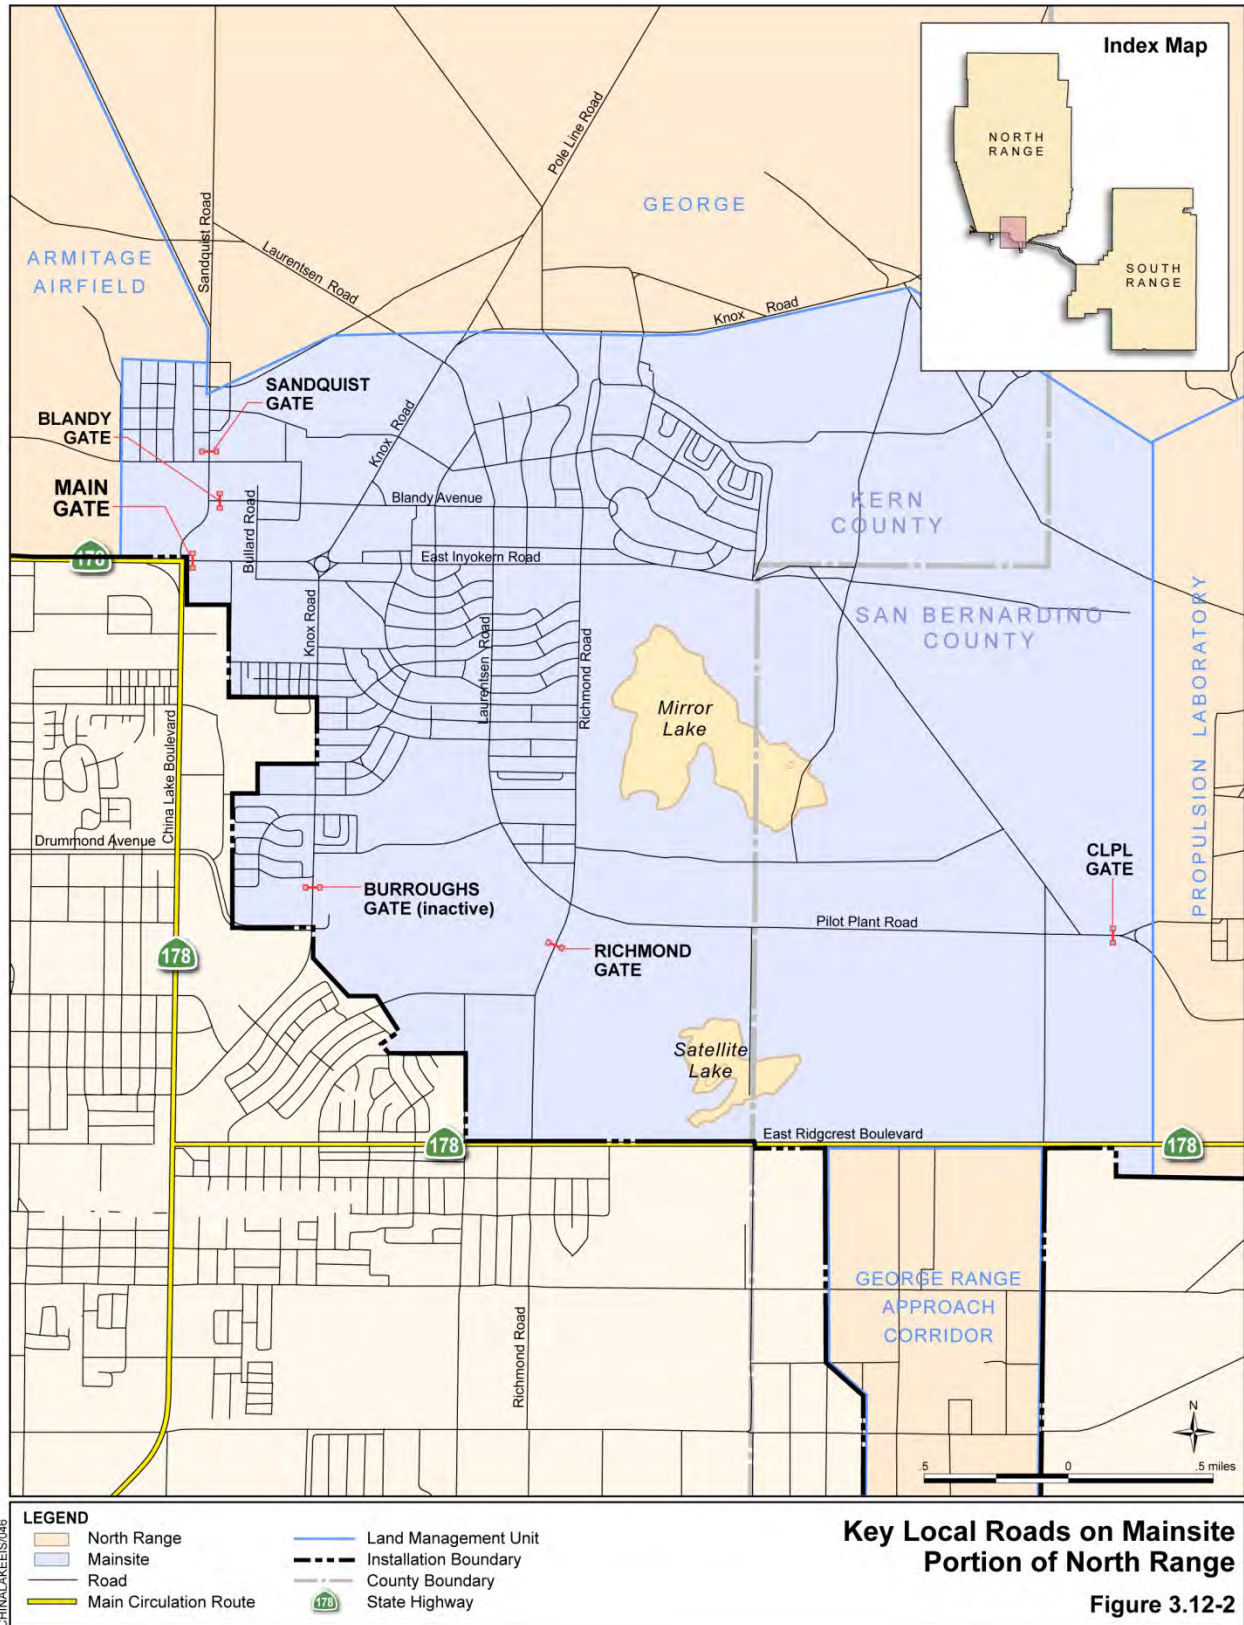 Index Map
NORTH
RANGE
SOUTH
RANGE
Pole Line Road
GEORGE
Sandquist Road
Laurentsen Road
ARMITAGE
AIRFIELD
Knox Road
SANDQUIST
GATE
BLANDY
GATE
Knox Road
MAIN
GATE
Blandy Avenue
Bullard Road
KERN
COUNTY
East Inyokern Road
178
SAN BERNARDINO
COUNTY
Knox Road
Laurentsen Road
Richmond Road
PROPULSION LABORATORY
Mirror
Lake
China Lake Boulevard
Drummond Avenue
CLPL
GATE
BURROUGHS
GATE (inactive)
Pilot Plant Road
178
RICHMOND
GATE
Satellite
Lake
East Ridgcrest Boulevard
178
178
GEORGE RANGE
APPROACH
CORRIDOR
Richmond Road
N
.5 0 .5 miles
CHINALAKEEIS/046
LEGEND
North Range
Mainsite
Road
Main Circulation Route
Land Management Unit
Installation Boundary
County Boundary
178 State Highway
Key Local Roads on Mainsite
Portion of North Range
Figure 3.12-2